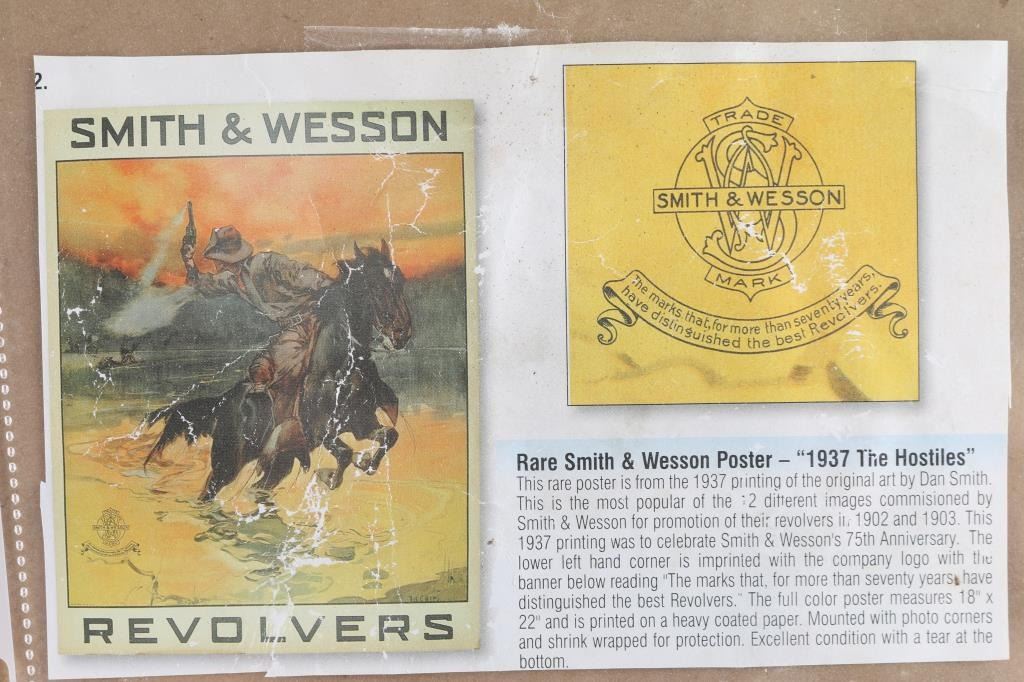 2.
SMITH & WESSON
REVOLVERS
TRADE
SMITH & WESSON
MARK
The marks that, for more than seventy years,
have distinguished the best Revolvers.
Rare Smith & Wesson Poster – "1937 The Hostiles"
This rare poster is from the 1937 printing of the original art by Dan Smith.
This is the most popular of the 12 different images commisioned by
Smith & Wesson for promotion of their revolvers in 1902 and 1903. This
1937 printing was to celebrate Smith & Wesson's 75th Anniversary. The
lower left hand corner is imprinted with the company logo with the
banner below reading "The marks that, for more than seventy years, have
distinguished the best Revolvers." The full color poster measures 18" x
22" and is printed on a heavy coated paper. Mounted with photo corners
and shrink wrapped for protection. Excellent condition with a tear at the
bottom.